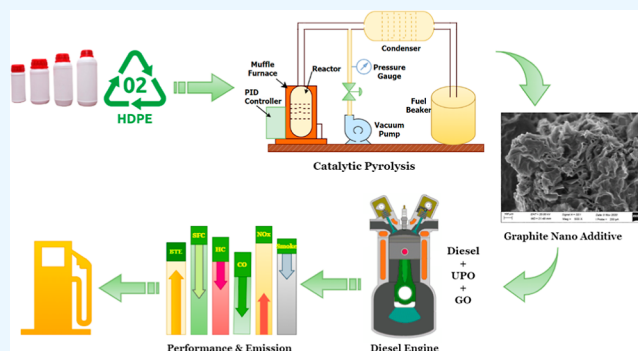 02
HDPE
Muffle
Furnace
Reactor
PID
Controller
Condenser
Pressure
Gauge
Vacuum
Pump
Fuel
Beaker
Catalytic Pyrolysis
Graphite Nano Additive
Diesel
+
UPO
+
GO
Diesel Engine
BTE
SFC
HC
CO
NOx
Smoke
Performance & Emission